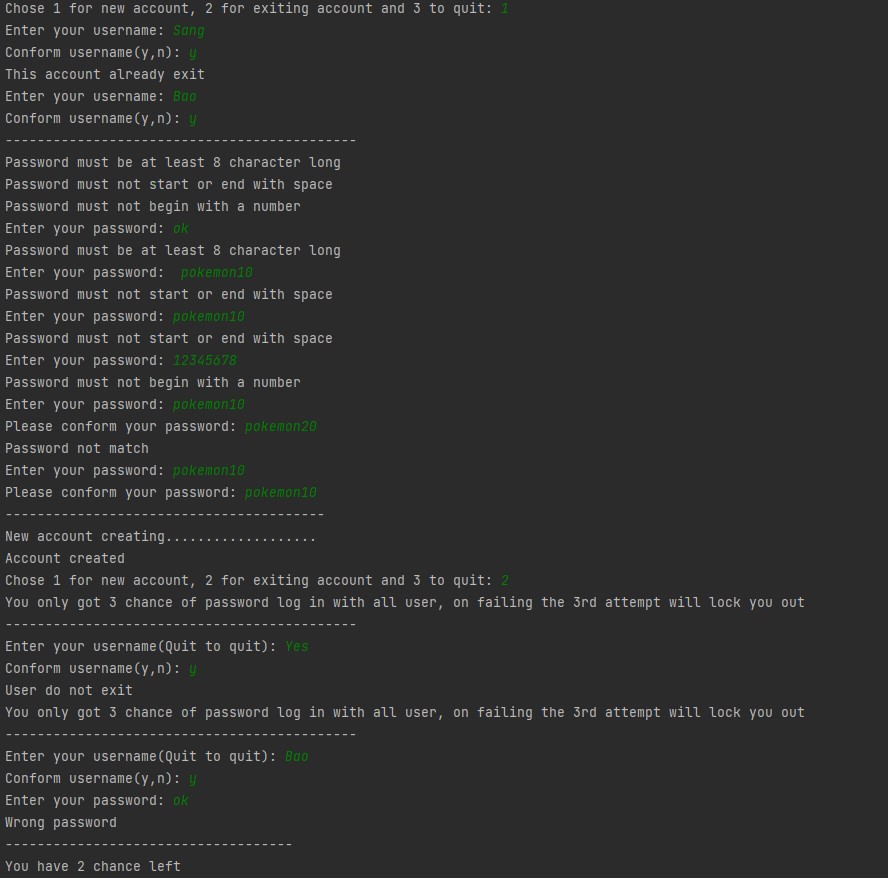 Chose 1 for new account, 2 for exiting account and 3 to quit: 1
Enter your username: Sang
Conform username(y,n): y
This account already exit
Enter your username: Bao
Conform username(y,n): y
--------------------------------------------
Password must be at least 8 character long
Password must not start or end with space
Password must not begin with a number
Enter your password: ok
Password must be at least 8 character long
Enter your password:  pokemon10
Password must not start or end with space
Enter your password: pokemon10
Password must not start or end with space
Enter your password: 12345678
Password must not begin with a number
Enter your password: pokemon10
Please conform your password: pokemon20
Password not match
Enter your password: pokemon10
Please conform your password: pokemon10
----------------------------------------
New account creating...................
Account created
Chose 1 for new account, 2 for exiting account and 3 to quit: 2
You only got 3 chance of password log in with all user, on failing the 3rd attempt will lock you out
--------------------------------------------
Enter your username(Quit to quit): Yes
Conform username(y,n): y
User do not exit
You only got 3 chance of password log in with all user, on failing the 3rd attempt will lock you out
--------------------------------------------
Enter your username(Quit to quit): Bao
Conform username(y,n): y
Enter your password: ok
Wrong password
------------------------------------
You have 2 chance left